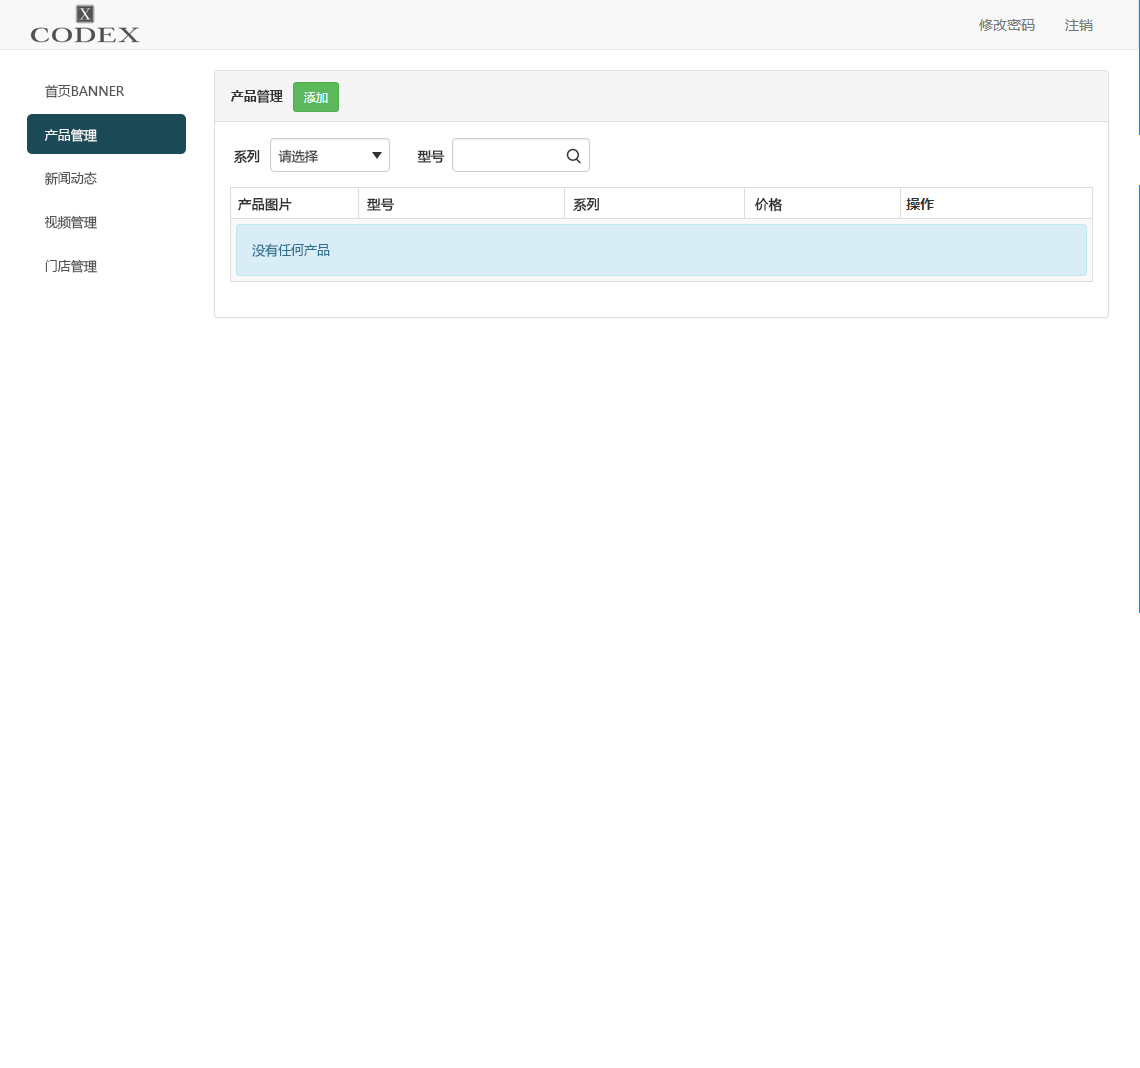 X
CODEX
修改密码 注销
首页BANNER
产品管理
新闻动态
视频管理
门店管理
产品管理 添加
系列 请选择 型号
产品图片 型号 系列 价格 操作
没有任何产品